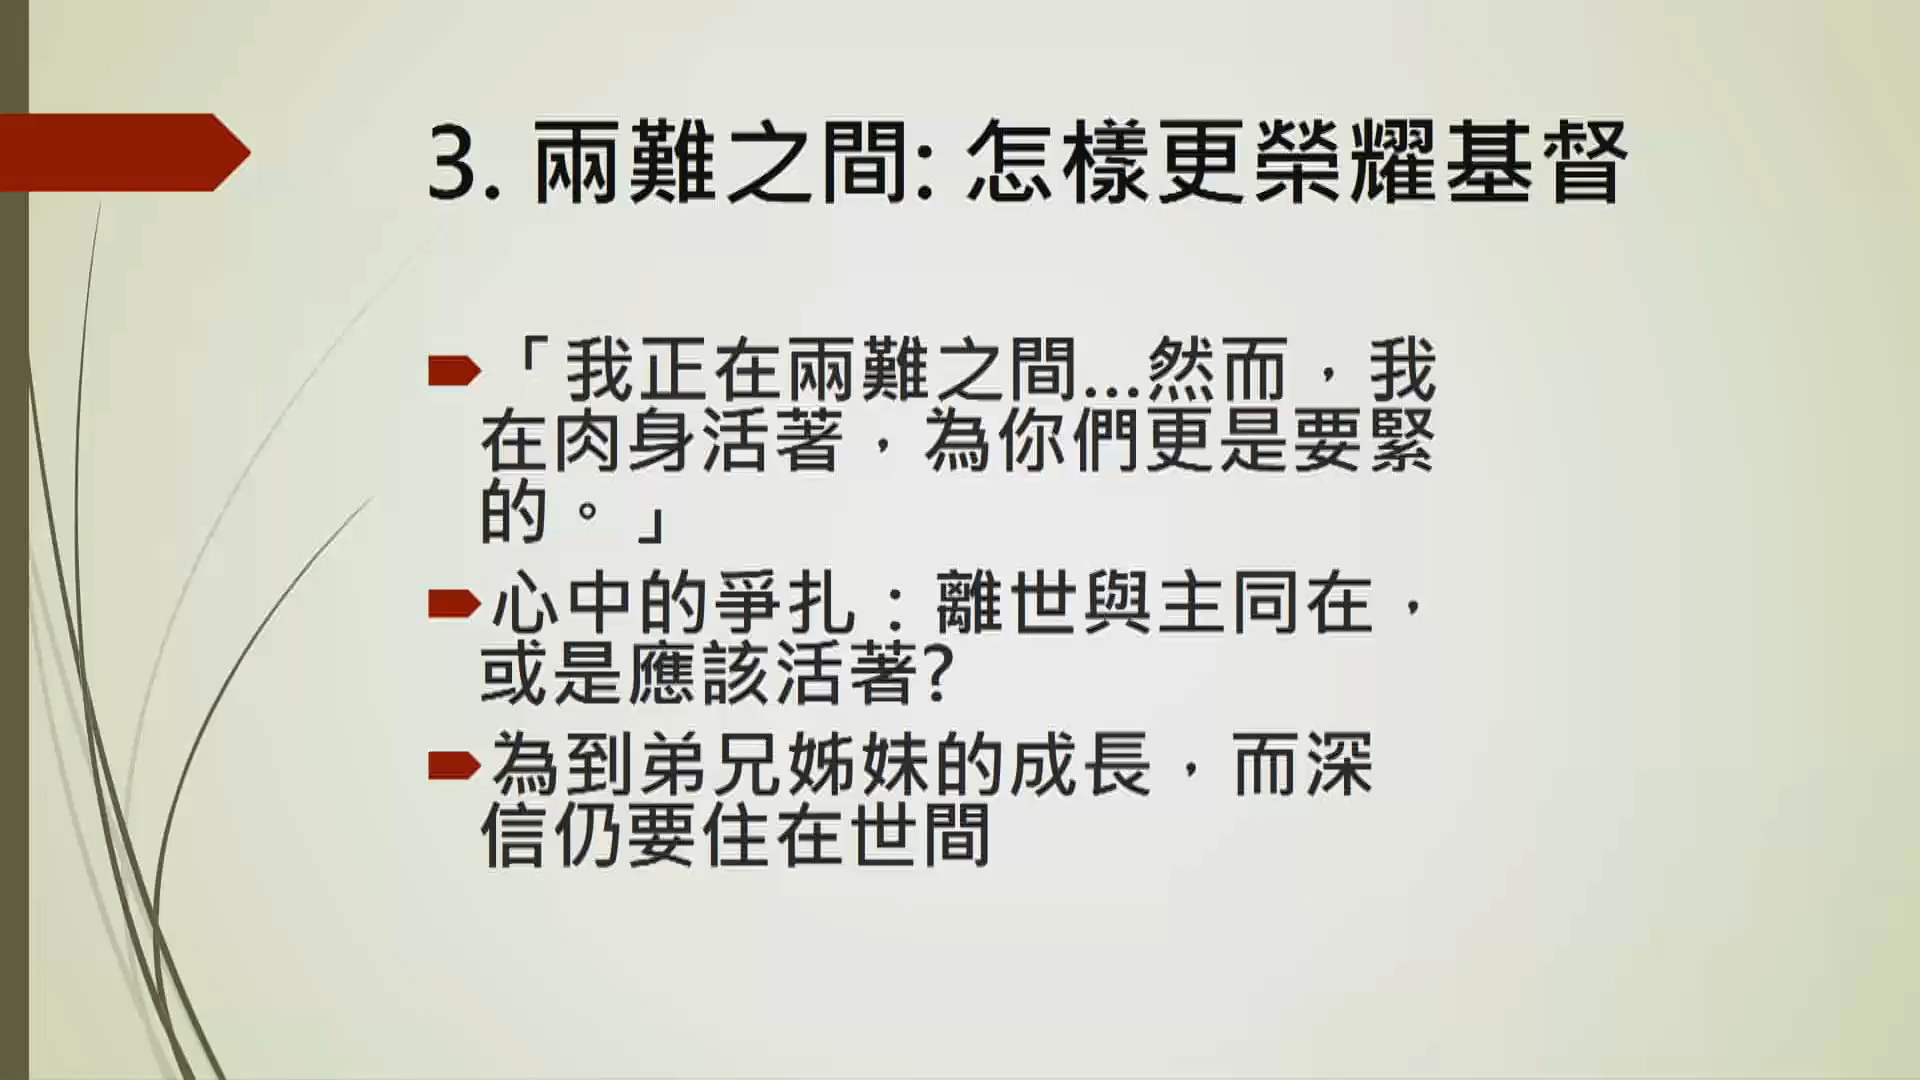 3. 兩難之間: 怎樣更榮耀基督
「我正在兩難之間...然而，我
在肉身活著，為你們更是要緊
的。」
心中的爭扎：離世與主同在，
或是應該活著?
為到弟兄姊妹的成長，而深
信仍要住在世間